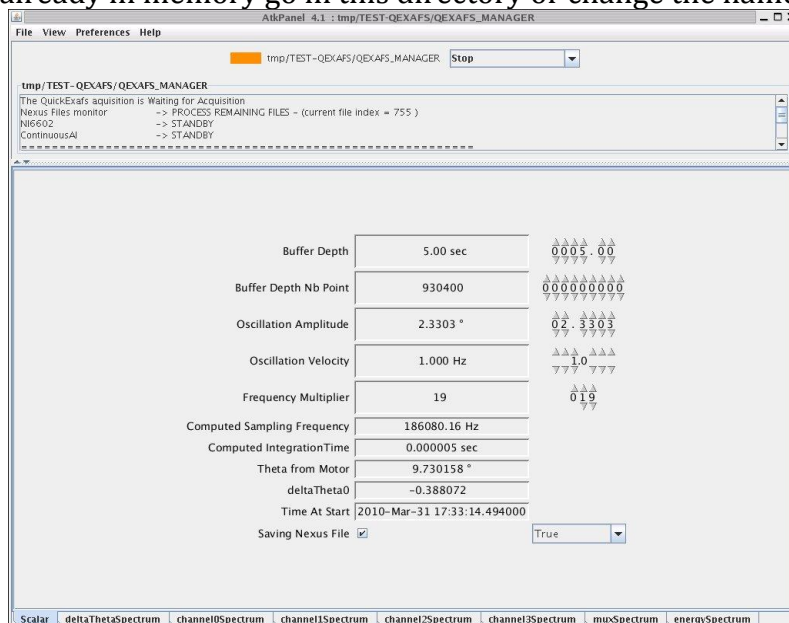 already in memory go in this directory or change the name
AtkPanel 4.1 : tmp/TEST-QEXAFS/QEXAFS_MANAGER
File View Preferences Help
tmp/TEST-QEXAFS/QEXAFS_MANAGER Stop
tmp/TEST-QEXAFS/QEXAFS_MANAGER
The QuickExafs aquisition is Waiting for Acquisition
Nexus Files monitor -> PROCESS REMAINING FILES - (current file index = 755 )
NI6602 -> STANDBY
ContinuousAI -> STANDBY
Buffer Depth 5.00 sec 0005.00
Buffer Depth Nb Point 930400 000000000
Oscillation Amplitude 2.3303 ° 02.3303
Oscillation Velocity 1.000 Hz 1.0
Frequency Multiplier 19 019
Computed Sampling Frequency 186080.16 Hz
Computed IntegrationTime 0.000005 sec
Theta from Motor 9.730158 °
deltaTheta0 -0.388072
Time At Start 2010-Mar-31 17:33:14.494000
Saving Nexus File True
Scalar deltaThetaSpectrum channel0Spectrum channel1Spectrum channel2Spectrum channel3Spectrum muxSpectrum energySpectrum